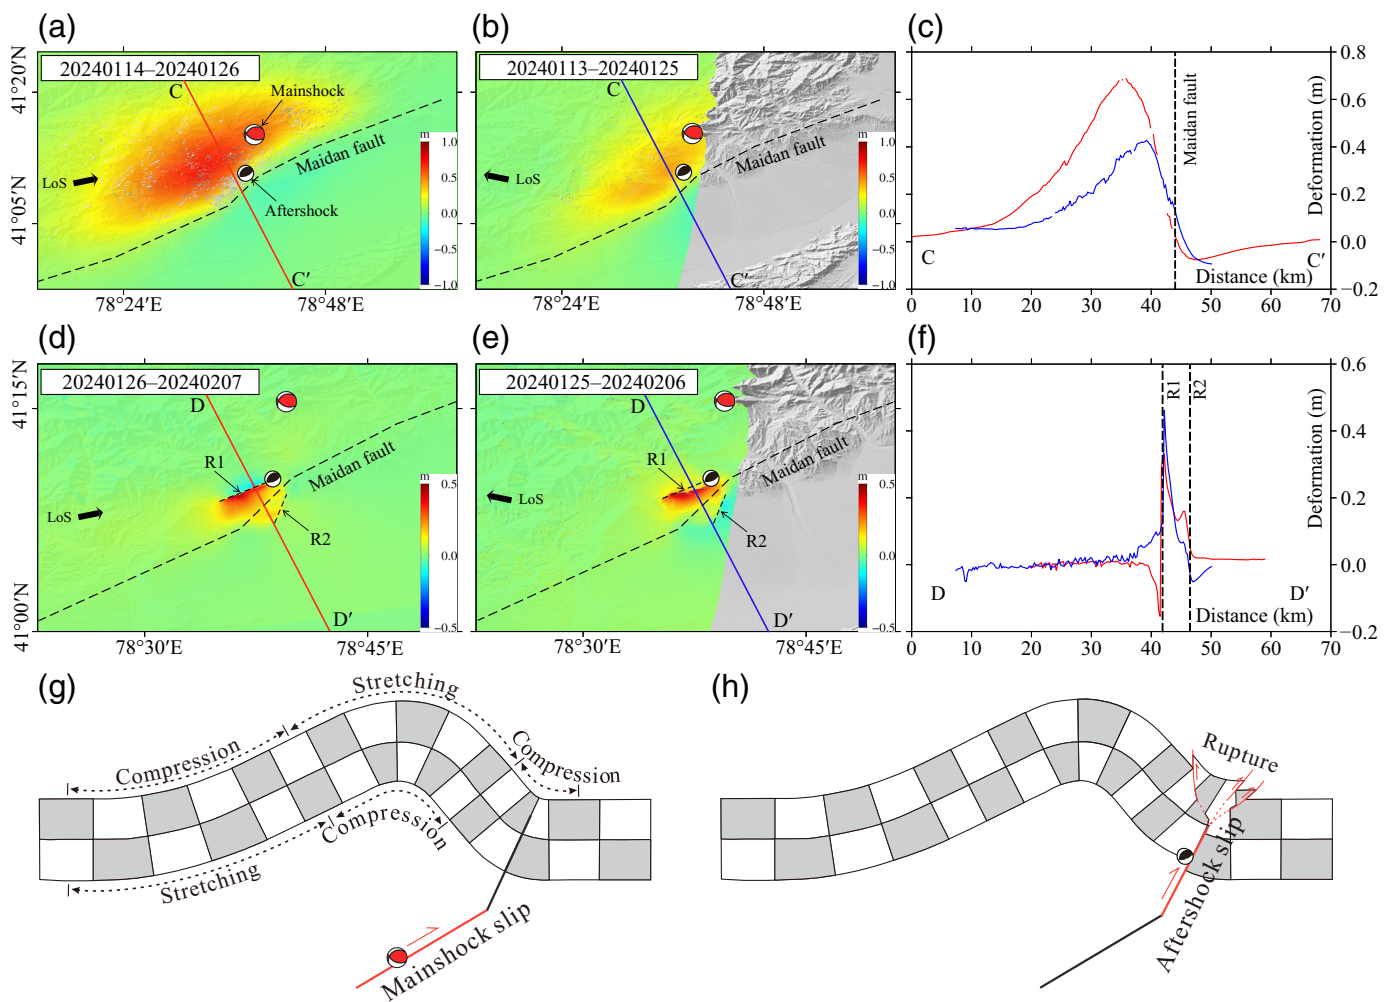 (a)
20240114–20240126
C
Mainshock
m
1.0
0.5
0.0
−0.5
−1.0
Maidan fault
LoS
Aftershock
C′
41°20′N
41°05′N
78°24′E
78°48′E
(b)
20240113–20240125
C
m
1.0
0.5
0.0
−0.5
−1.0
Maidan fault
LoS
C′
78°24′E
78°48′E
(c)
0.8
0.6
0.4
0.2
0.0
−0.2
Deformation (m)
Maidan fault
C
C′
Distance (km)
0
10
20
30
40
50
60
70
(d)
20240126–20240207
D
R1
Maidan fault
m
0.5
0.0
−0.5
LoS
R2
D′
41°15′N
41°00′N
78°30′E
78°45′E
(e)
20240125–20240206
D
R1
Maidan fault
m
0.5
0.0
−0.5
LoS
R2
D′
78°30′E
78°45′E
(f)
0.6
0.4
0.2
0.0
−0.2
Deformation (m)
R1
R2
D
D′
Distance (km)
0
10
20
30
40
50
60
70
(g)
Stretching
Compression
Compression
Compression
Stretching
Mainshock slip
(h)
Rupture
Aftershock slip